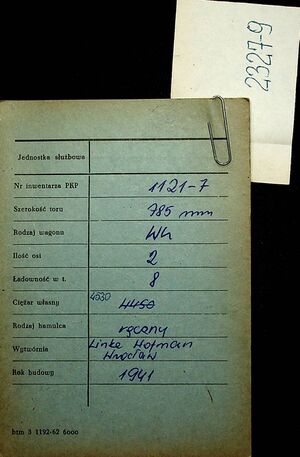 2327-5
Jednostka służbowa
Nr inwentarza PKP 1121-7
Szerokość toru 785 mm
Rodzaj wagonu Wh
Ilość osi 2
Ładowność w t. 8
Ciężar własny 4630 4450
Rodzaj hamulca ręczny
Wytwórnia Linke Hofman
Wrocław
Rok budowy 1941
btm 3 1192-62 6000